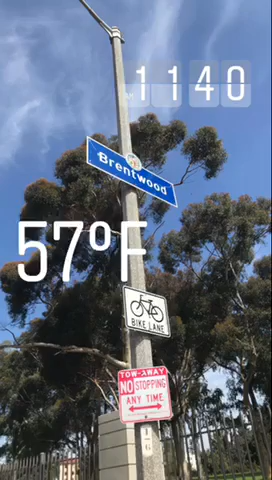 1140
Brentwood
57°F
BIKE LANE
TOW-AWAY
NO STOPPING
ANY TIME